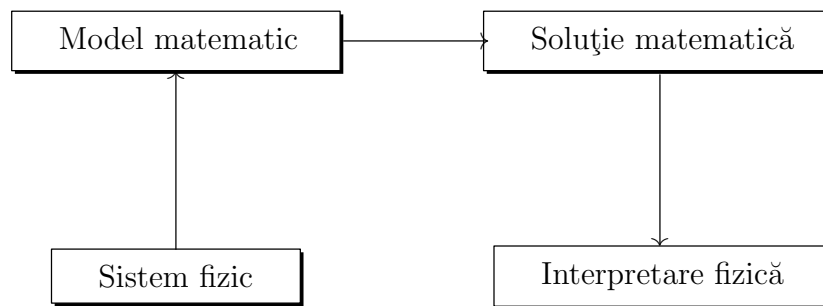 Model matematic
Soluţie matematică
Sistem fizic
Interpretare fizică